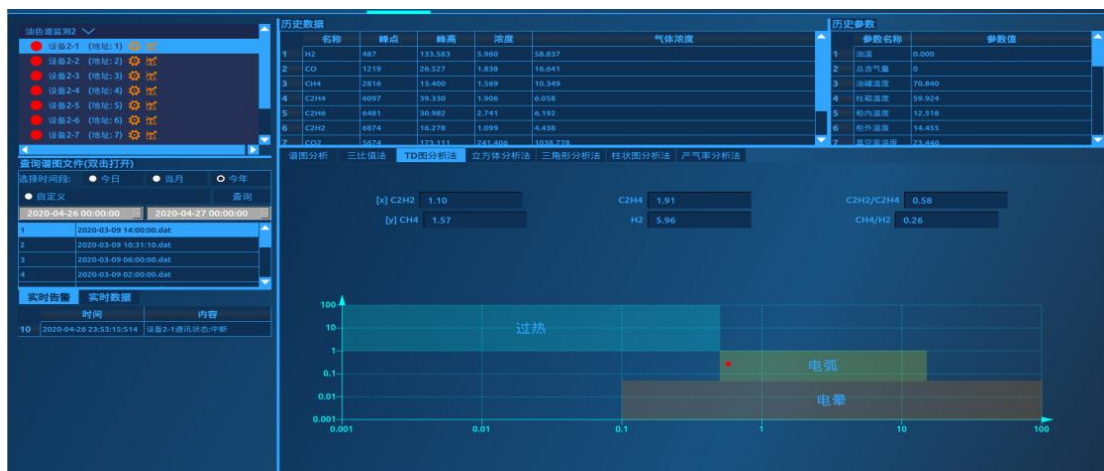 油色谱监测2
设备2-1 (地址: 1)
设备2-2 (地址: 2)
设备2-3 (地址: 3)
设备2-4 (地址: 4)
设备2-5 (地址: 5)
设备2-6 (地址: 6)
设备2-7 (地址: 7)
查询谱图文件(双击打开)
选择时间段: 今日 当月 今年
自定义 查询
2020-04-26 00:00:00 2020-04-27 00:00:00
1 2020-03-09 14:00:00.dat
2 2020-03-09 10:31:10.dat
3 2020-03-09 06:00:00.dat
4 2020-03-09 02:00:00.dat
实时告警 实时数据
时间 内容
10 2020-04-26 23:53:15:514 设备2-1通讯状态:中断
历史数据
名称 峰点 峰高 浓度 气体浓度
1 H2 487 133.583 5.960 58.837
2 CO 1219 26.527 1.838 16.641
3 CH4 2816 13.400 1.569 10.349
4 C2H4 6097 39.330 1.906 6.058
5 C2H6 6481 30.982 2.741 6.192
6 C2H2 6874 16.278 1.099 4.438
7 CO2 5674 173.111 241.406 1038.778
历史参数
参数名称 参数值
1 油温 0.000
2 总含气量 0
3 油罐温度 70.840
4 柱箱温度 59.924
5 柜内温度 12.518
6 柜外温度 14.455
7 真空泵温度 23.446
谱图分析 三比值法 TD图分析法 立方体分析法 三角形分析法 柱状图分析法 产气率分析法
[x] C2H2 1.10 C2H4 1.91 C2H2/C2H4 0.58
[y] CH4 1.57 H2 5.96 CH4/H2 0.26
100
过热
10
1
电弧
0.1
电晕
0.01
0.001
0.001 0.01 0.1 1 10 100